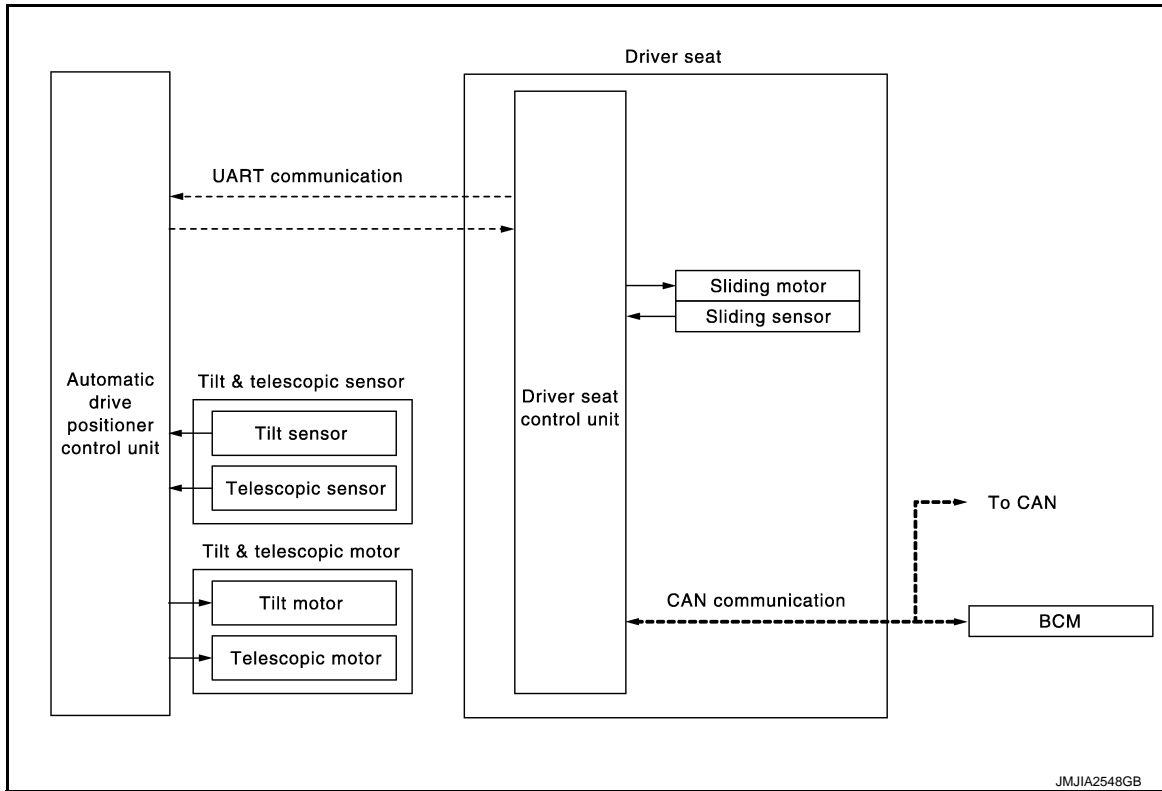 Driver seat
UART communication
Sliding motor
Sliding sensor
Automatic
drive
positioner
control unit
Tilt & telescopic sensor
Tilt sensor
Telescopic sensor
Driver seat
control unit
To CAN
Tilt & telescopic motor
Tilt motor
Telescopic motor
CAN communication
BCM
JMJIA2548GB